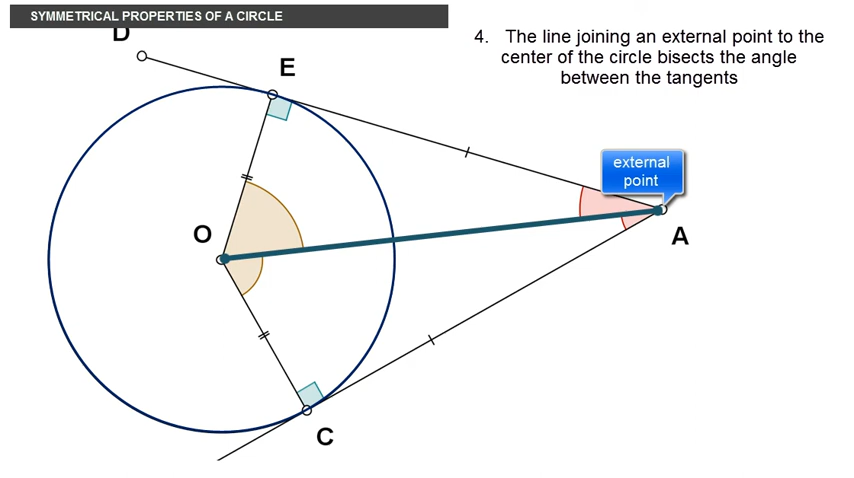 SYMMETRICAL PROPERTIES OF A CIRCLE
4. The line joining an external point to the
center of the circle bisects the angle
between the tangents
D
E
external
point
O
A
C